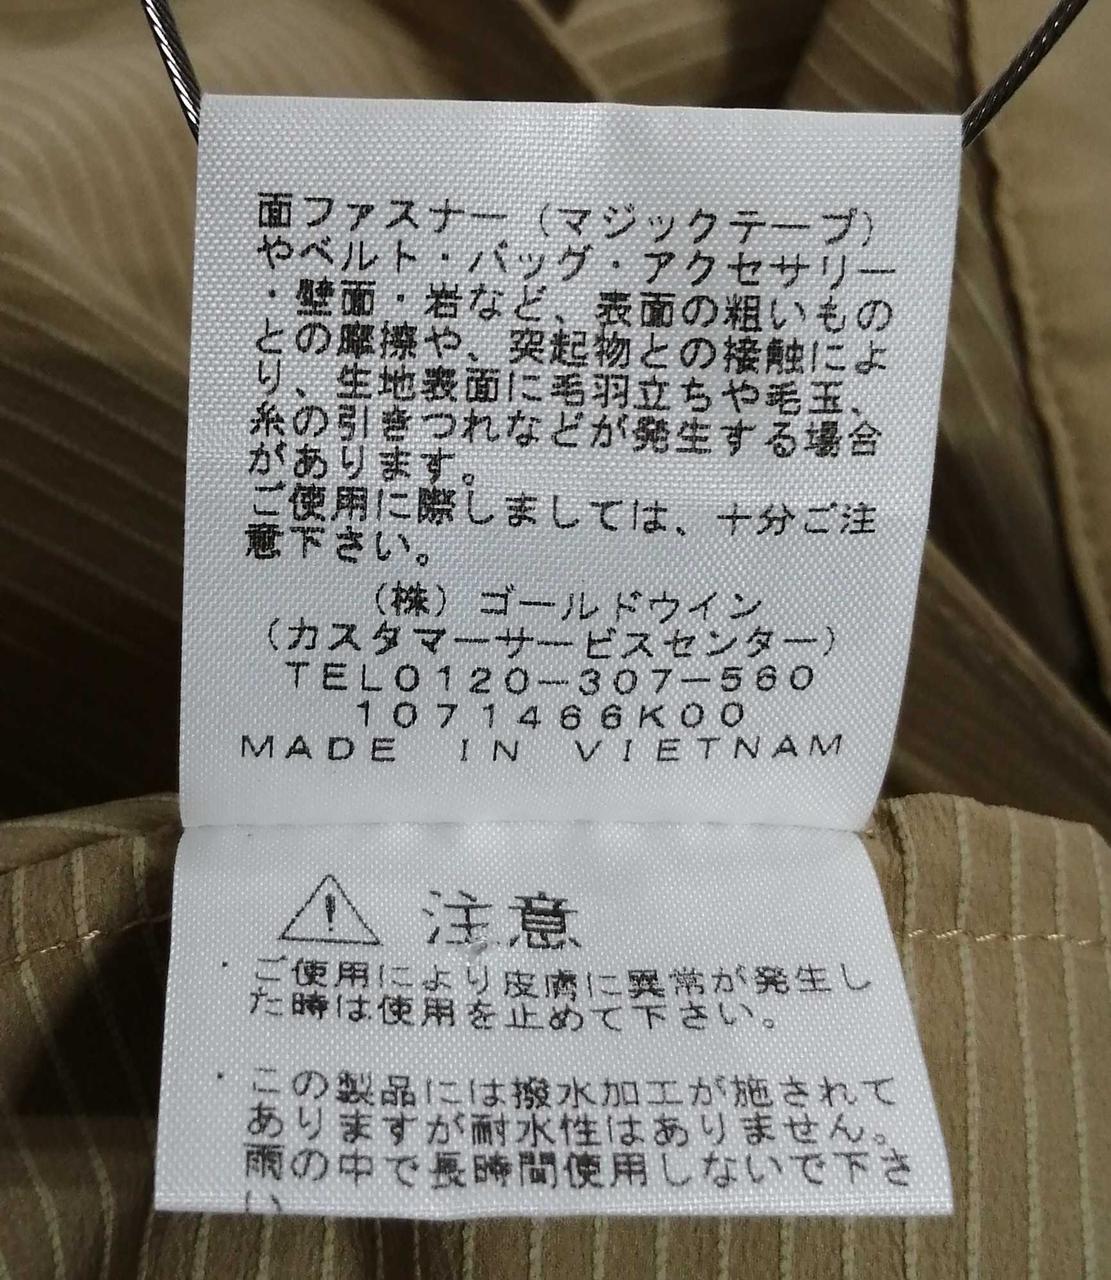 面ファスナー（マジックテープ）
やベルト・バッグ・アクセサリー
・壁面・岩など、表面の粗いもの
との摩擦や、突起物との接触によ
り、生地表面に毛羽立ちや毛玉、
糸の引きつれなどが発生する場合
があります。
ご使用に際しましては、十分ご注
意下さい。
（株）ゴールドウイン
（カスタマーサービスセンター）
TEL0120-307-560
1071466K00
MADE IN VIETNAM
注意
・ご使用により皮膚に異常が発生し
た時は使用を止めて下さい。
・この製品には撥水加工が施されて
ありますが耐水性はありません。
雨の中で長時間使用しないで下さ
い